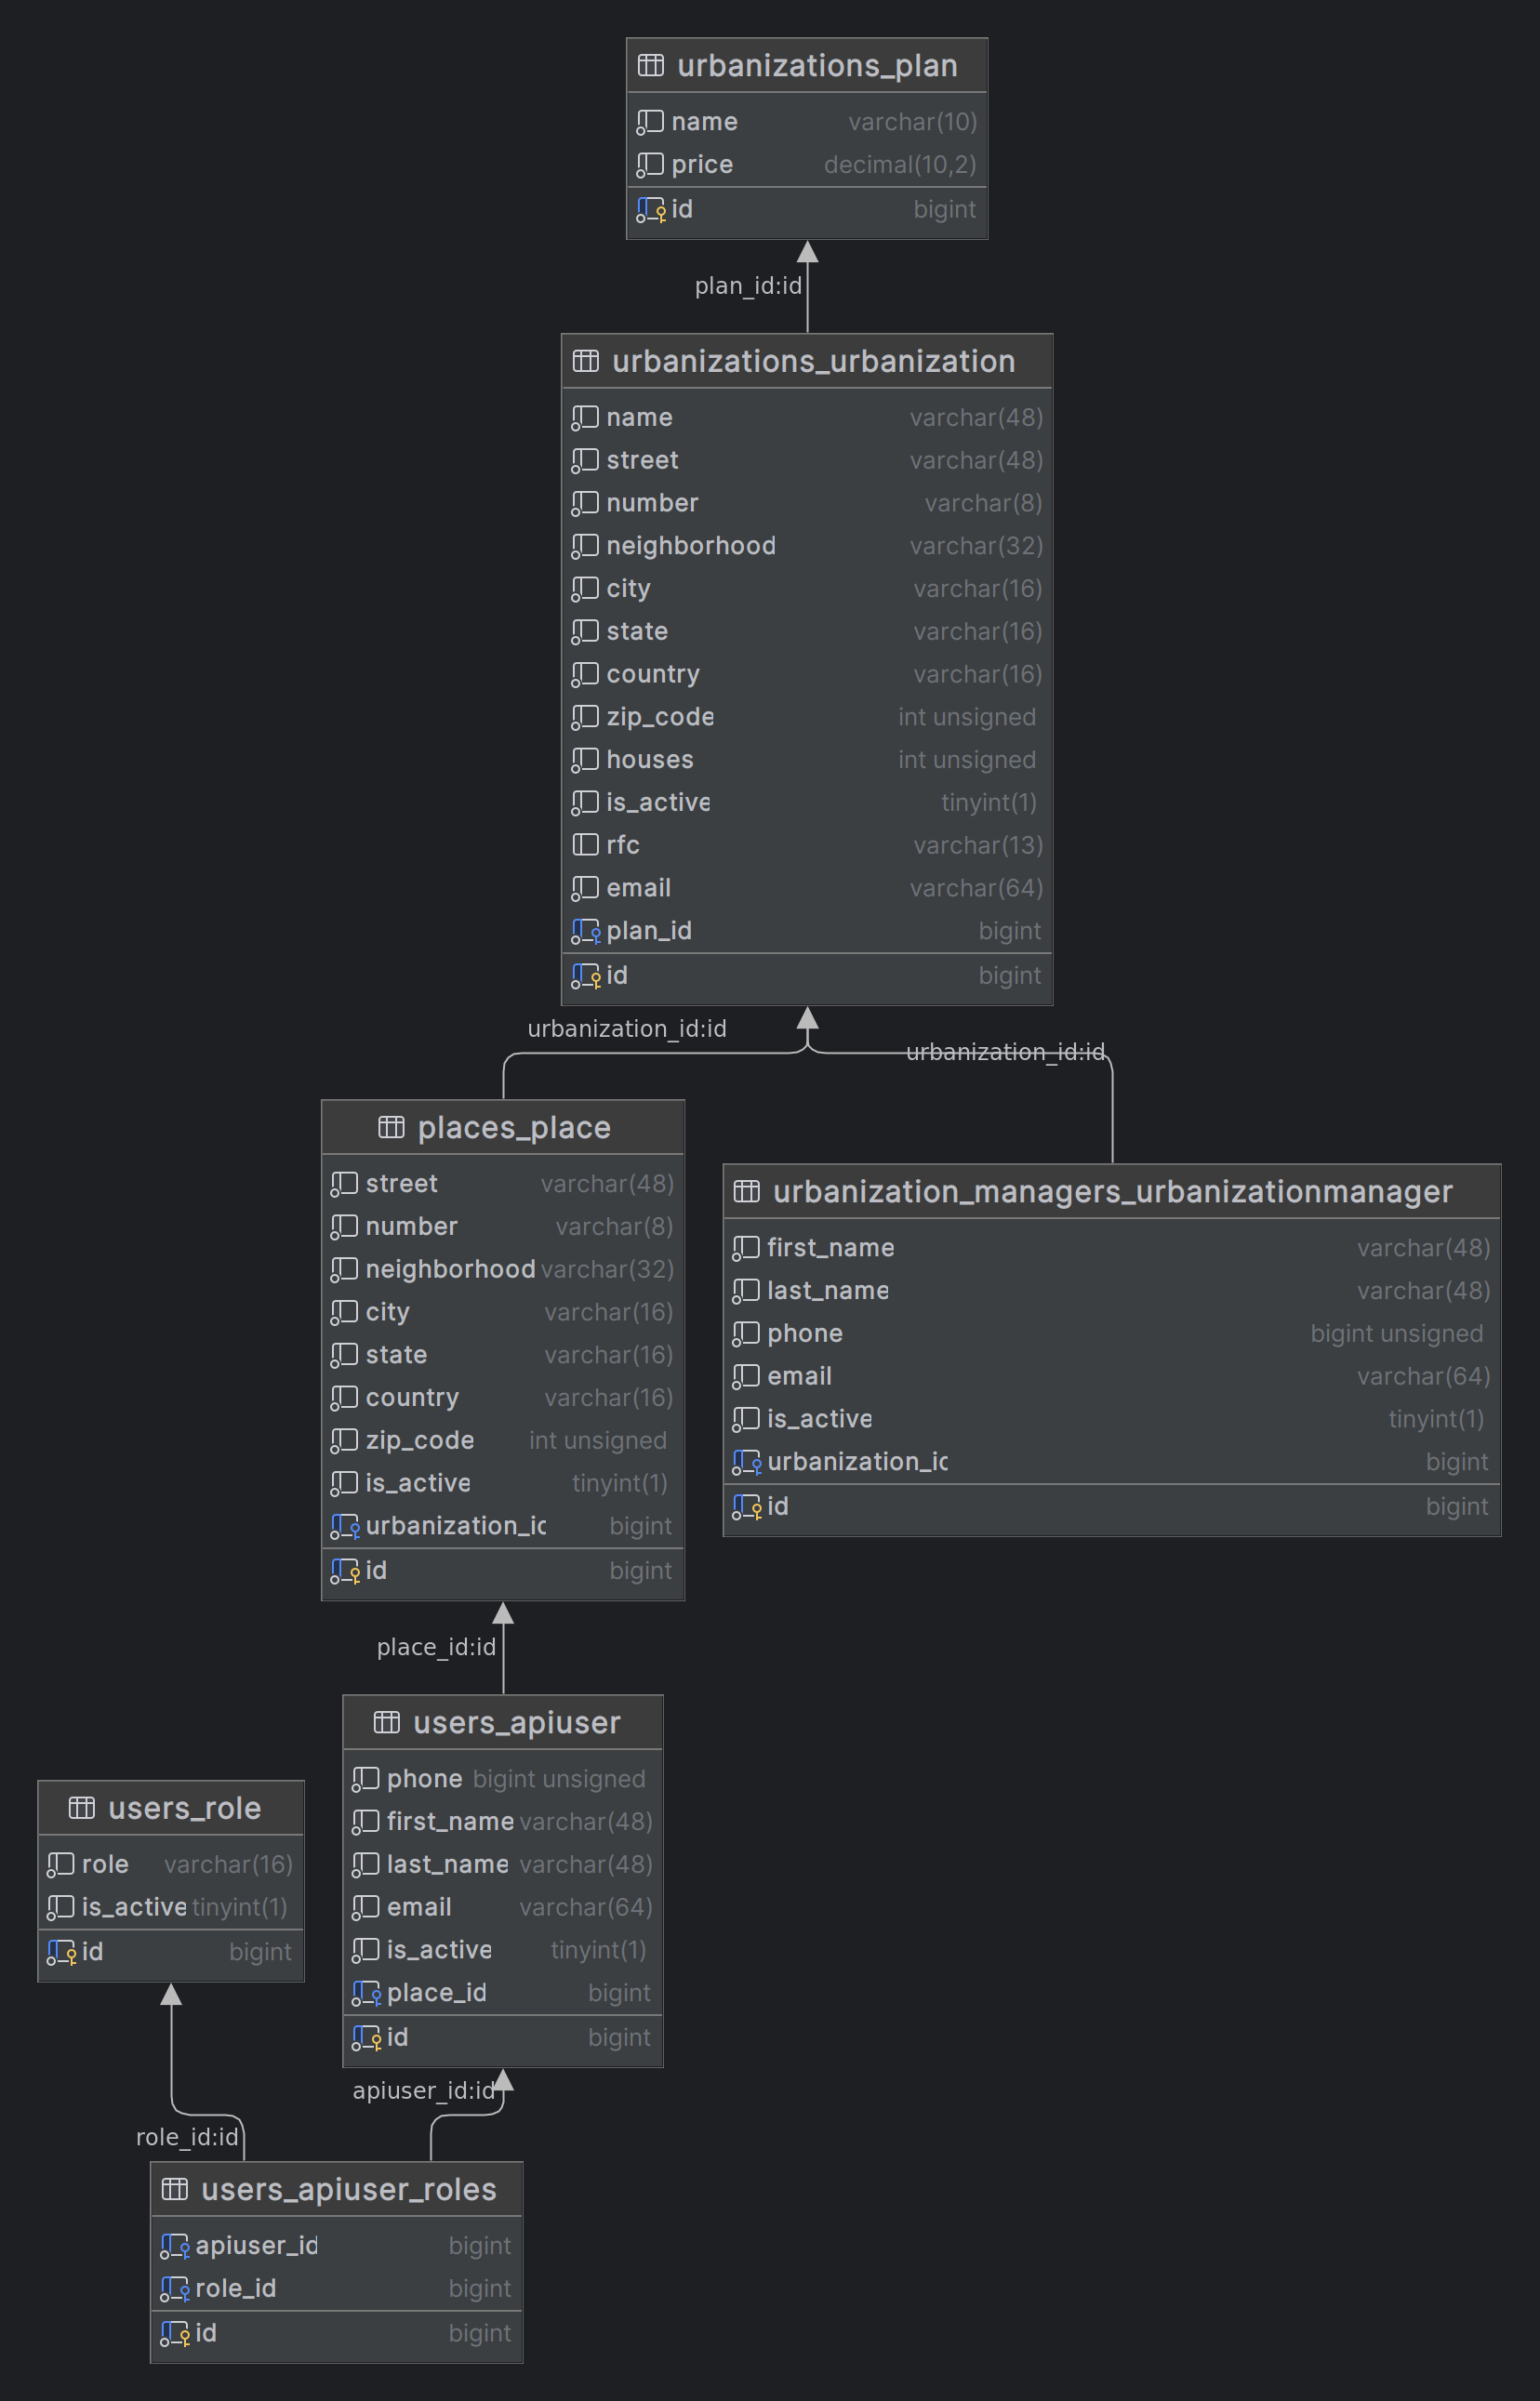 urbanizations_plan
name varchar(10)
price decimal(10,2)
id bigint
plan_id:id
urbanizations_urbanization
name varchar(48)
street varchar(48)
number varchar(8)
neighborhood varchar(32)
city varchar(16)
state varchar(16)
country varchar(16)
zip_code int unsigned
houses int unsigned
is_active tinyint(1)
rfc varchar(13)
email varchar(64)
plan_id bigint
id bigint
urbanization_id:id
urbanization_id:id
places_place
street varchar(48)
number varchar(8)
neighborhood varchar(32)
city varchar(16)
state varchar(16)
country varchar(16)
zip_code int unsigned
is_active tinyint(1)
urbanization_id bigint
id bigint
urbanization_managers_urbanizationmanager
first_name varchar(48)
last_name varchar(48)
phone bigint unsigned
email varchar(64)
is_active tinyint(1)
urbanization_id bigint
id bigint
place_id:id
users_apiuser
phone bigint unsigned
first_name varchar(48)
last_name varchar(48)
email varchar(64)
is_active tinyint(1)
place_id bigint
id bigint
users_role
role varchar(16)
is_active tinyint(1)
id bigint
apiuser_id:id
role_id:id
users_apiuser_roles
apiuser_id bigint
role_id bigint
id bigint